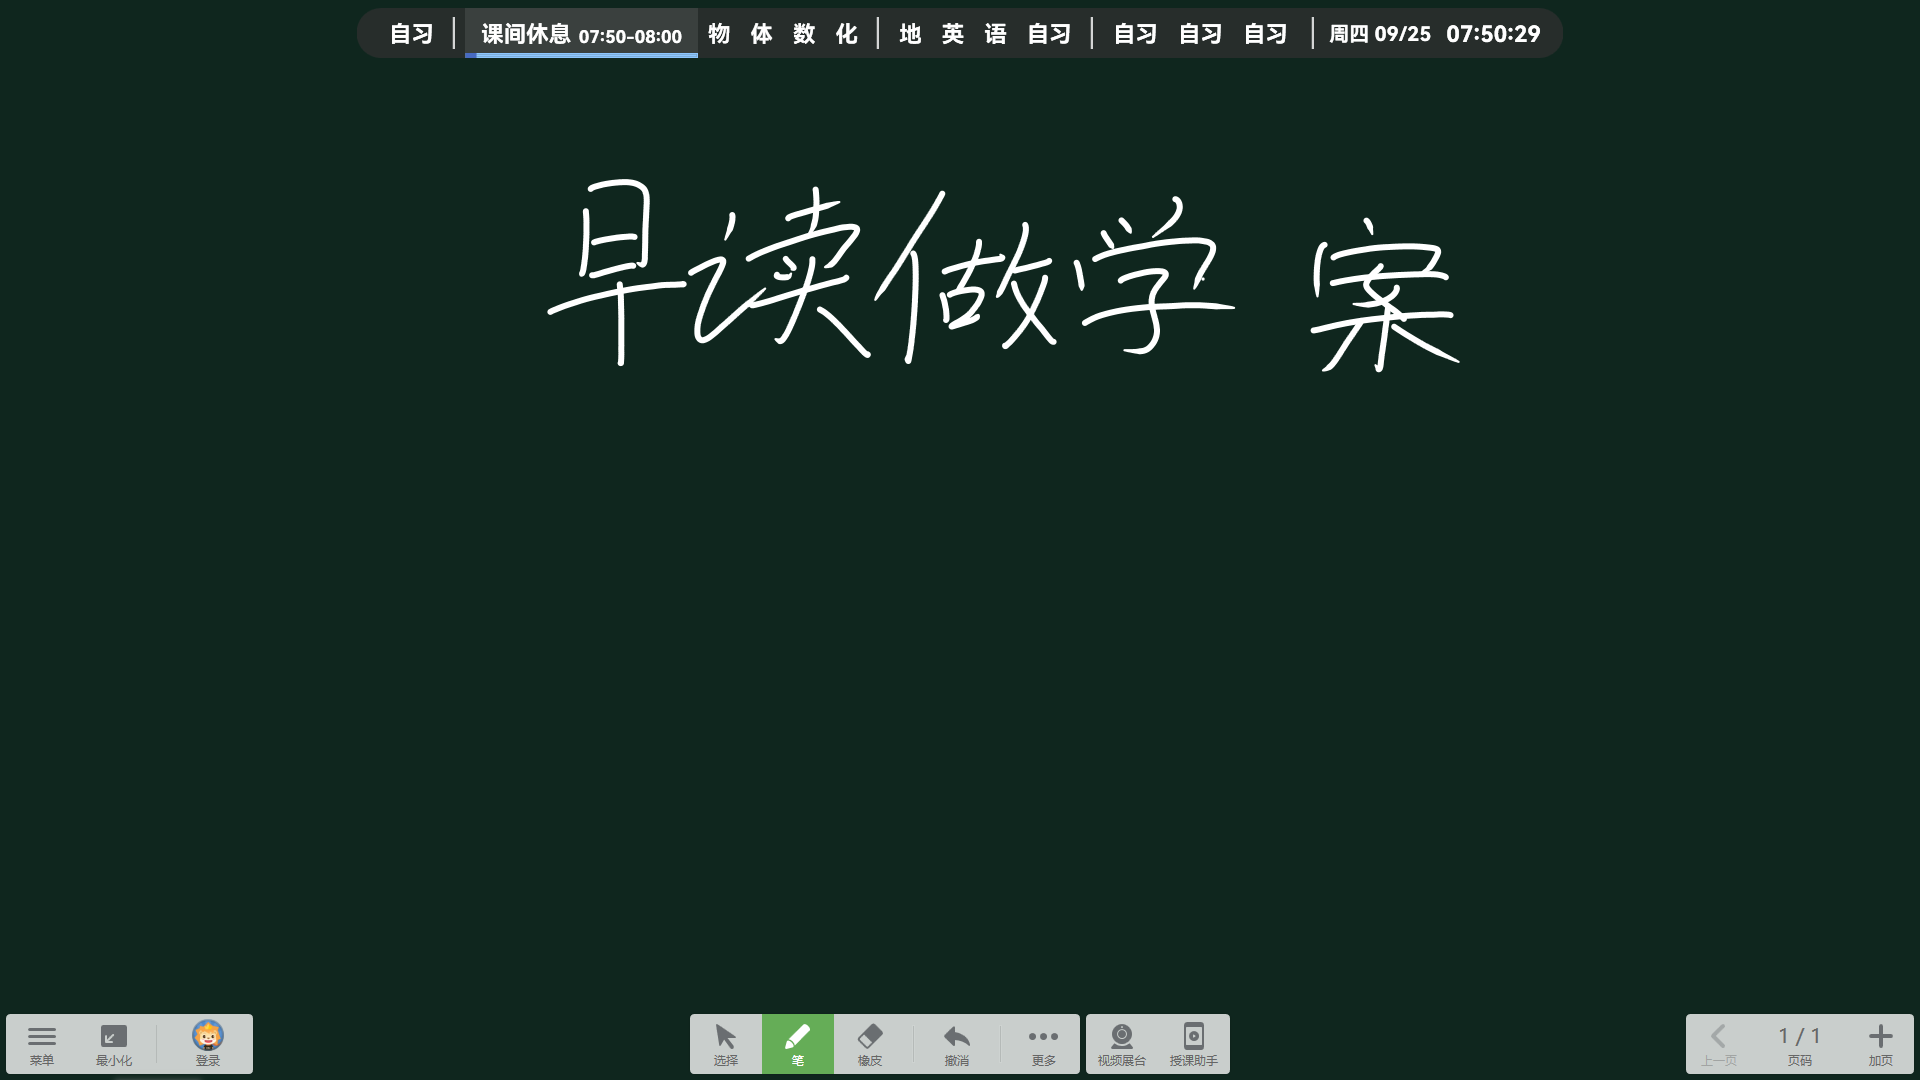 自习 | 课间休息 07:50-08:00 物 体 数 化 | 地 英 语 自习 | 自习 自习 自习 | 周四 09/25 07:50:29
早读做学案
菜单 最小化 登录 选择 笔 橡皮 撤消 更多 视频展台 授课助手 上一页 1 / 1 页码 加页